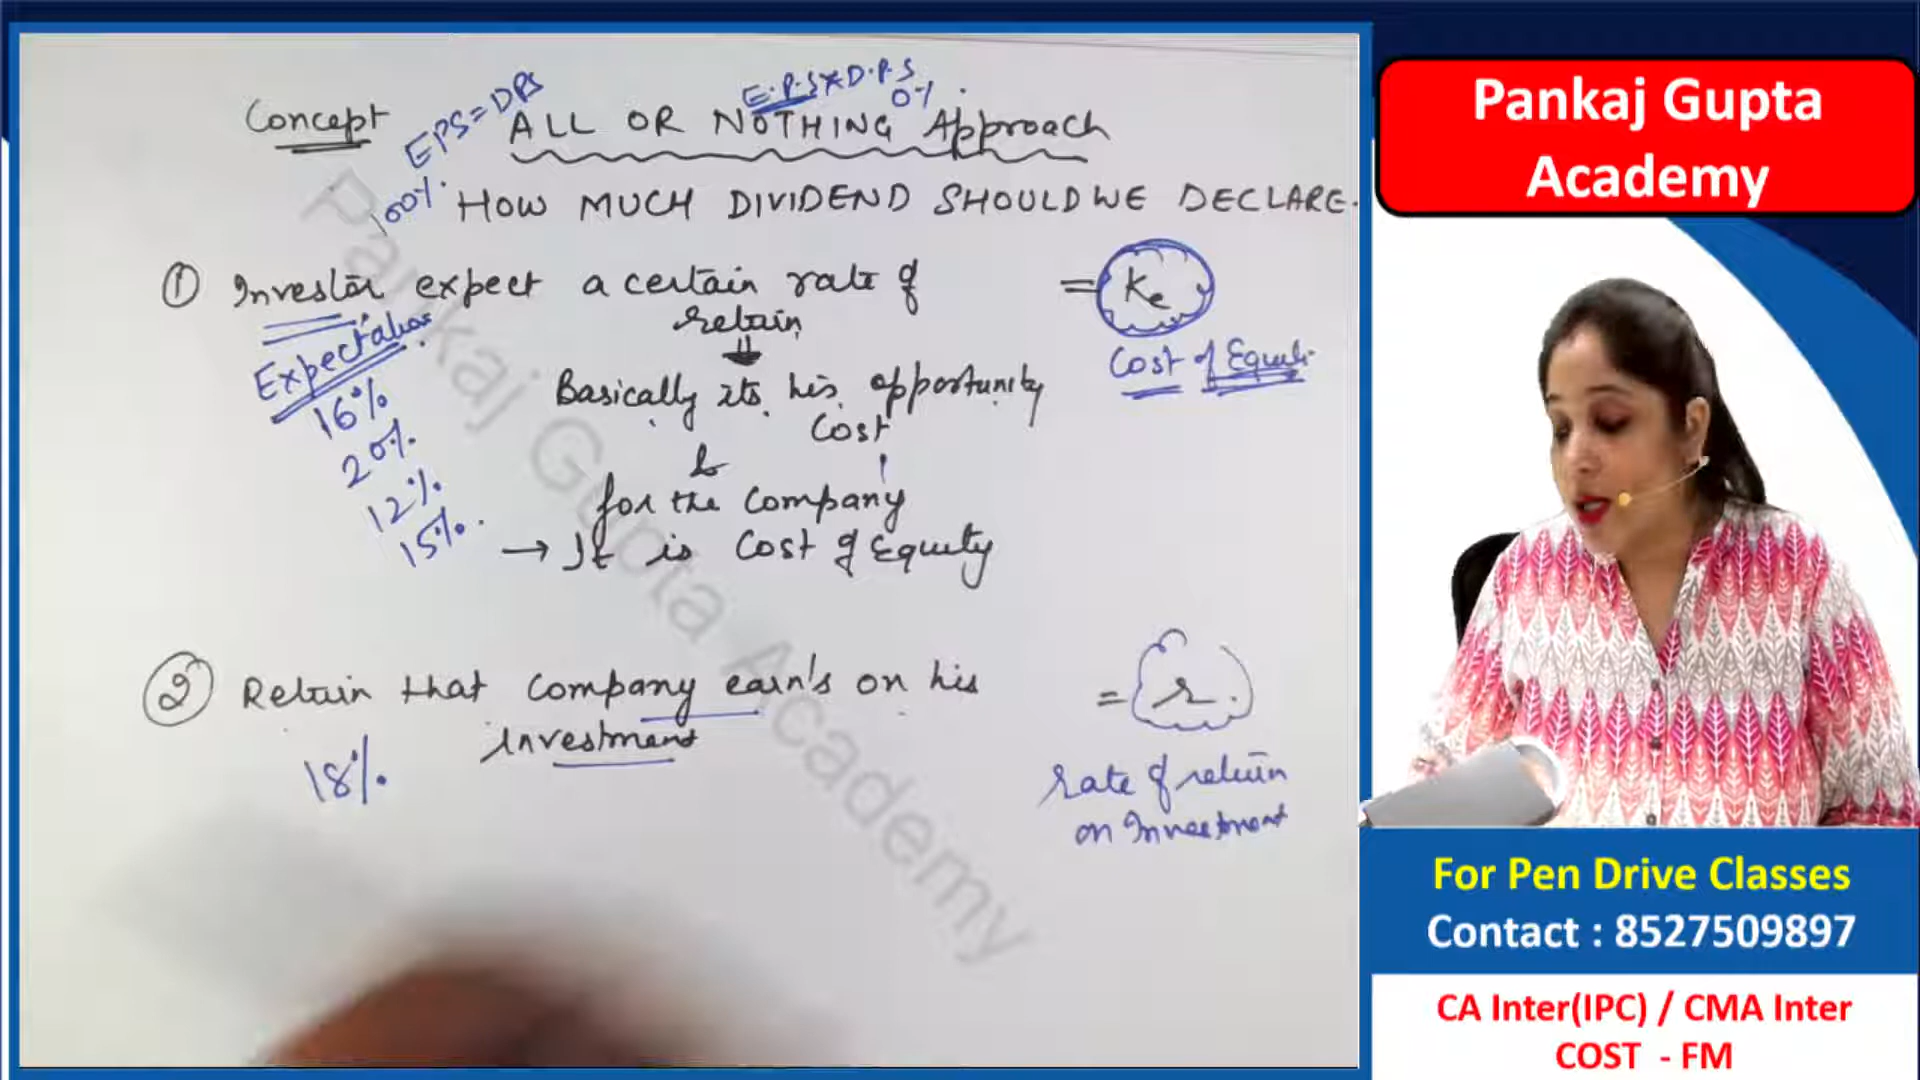 E.P.S X D.P.S
0%
EPS = DPS
100%
Concept
ALL OR NOTHING Approach
HOW MUCH DIVIDEND SHOULD WE DECLARE.
① Investor expect a certain rate of
retain
= Ke
Cost of Equi
Expectation
16%
20%
12%
15%
Basically its his opportunity
Cost
&
for the Company
→ It is Cost of Equity
② Retain that Company earn's on his
investment
18%
= r
rate of return
on Investment
Pankaj Gupta Academy
Pankaj Gupta
Academy
For Pen Drive Classes
Contact : 8527509897
CA Inter(IPC) / CMA Inter
COST - FM